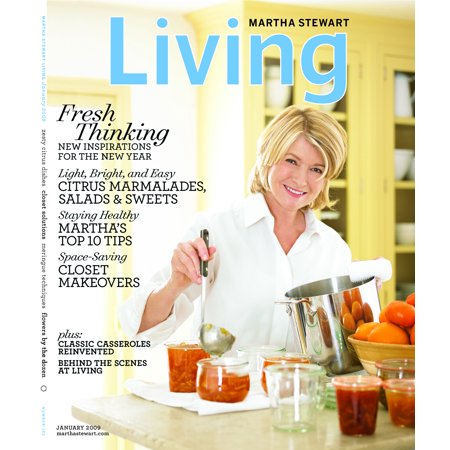 MARTHA STEWART
Living
Fresh
Thinking
NEW INSPIRATIONS
FOR THE NEW YEAR
Light, Bright, and Easy
CITRUS MARMALADES,
SALADS & SWEETS
Staying Healthy
MARTHA'S
TOP 10 TIPS
Space-Saving
CLOSET
MAKEOVERS
plus:
CLASSIC CASSEROLES
REINVENTED
BEHIND THE SCENES
AT LIVING
JANUARY 2009
marthastewart.com
MARTHA STEWART LIVING, January 2009
zesty citrus dishes closet solutions meringue techniques flowers by the dozen